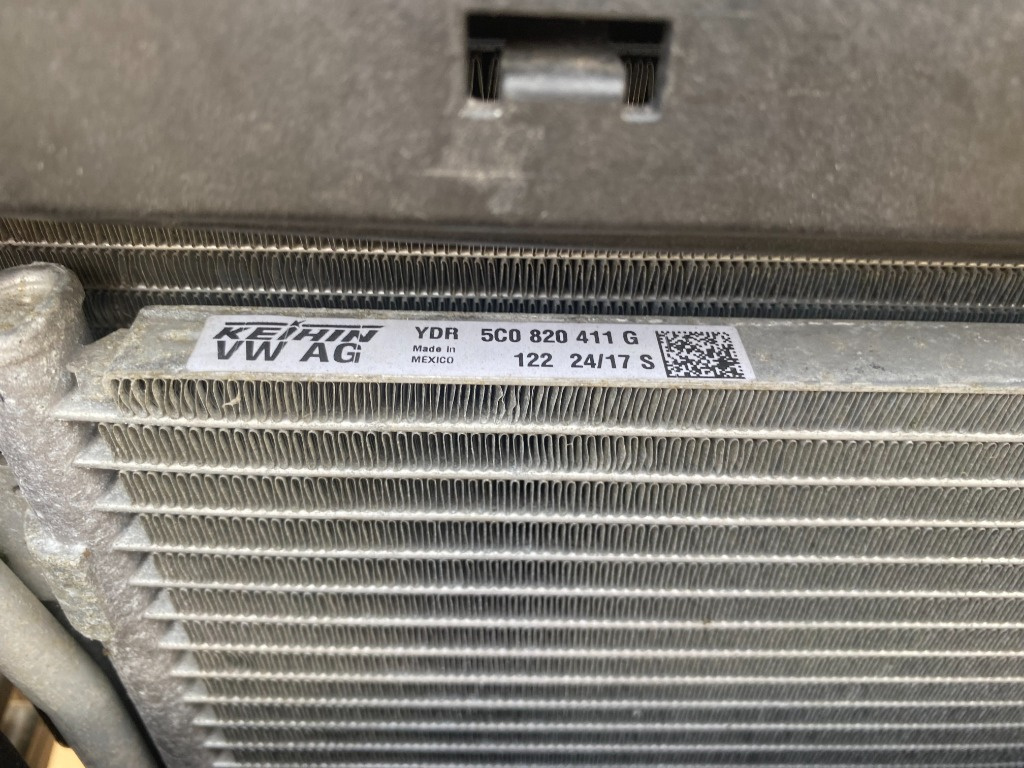 KEIHIN YDR 5C0 820 411 G
VW AG Made in MEXICO 122 24/17 S